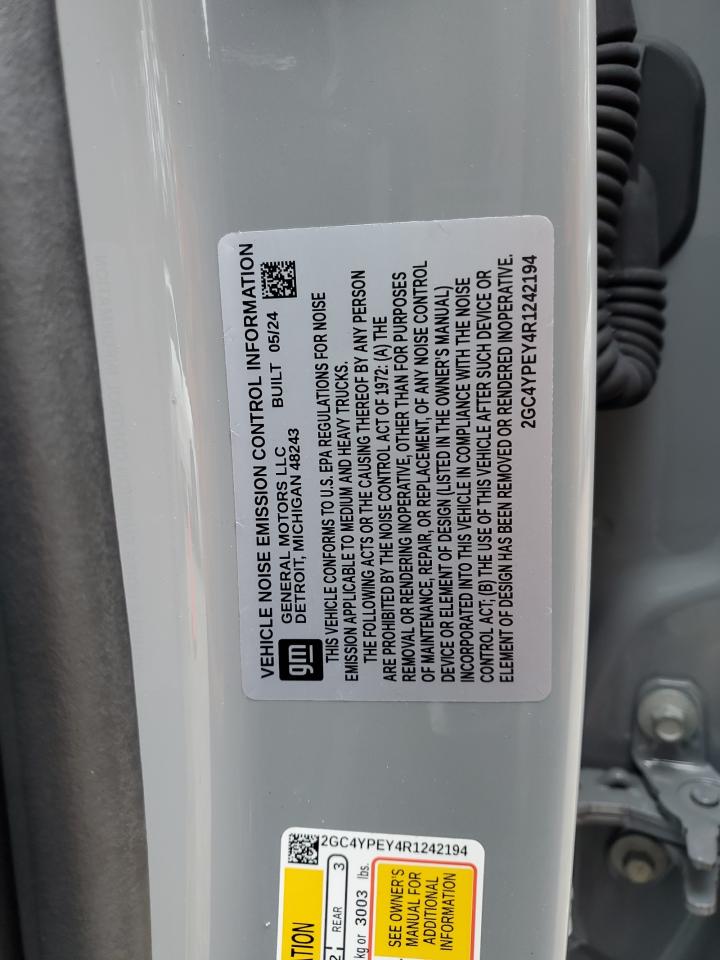 VEHICLE NOISE EMISSION CONTROL INFORMATION
gm
GENERAL MOTORS LLC
DETROIT, MICHIGAN 48243 BUILT 05/24
THIS VEHICLE CONFORMS TO U.S. EPA REGULATIONS FOR NOISE
EMISSION APPLICABLE TO MEDIUM AND HEAVY TRUCKS.
THE FOLLOWING ACTS OR THE CAUSING THEREOF BY ANY PERSON
ARE PROHIBITED BY THE NOISE CONTROL ACT OF 1972: (A) THE
REMOVAL OR RENDERING INOPERATIVE, OTHER THAN FOR PURPOSES
OF MAINTENANCE, REPAIR, OR REPLACEMENT, OF ANY NOISE CONTROL
DEVICE OR ELEMENT OF DESIGN (LISTED IN THE OWNER'S MANUAL)
INCORPORATED INTO THIS VEHICLE IN COMPLIANCE WITH THE NOISE
CONTROL ACT; (B) THE USE OF THIS VEHICLE AFTER SUCH DEVICE OR
ELEMENT OF DESIGN HAS BEEN REMOVED OR RENDERED INOPERATIVE.
2GC4YPEY4R1242194
2GC4YPEY4R1242194
REAR 3
kg or 3003 lbs.
SEE OWNER'S
MANUAL FOR
ADDITIONAL
INFORMATION